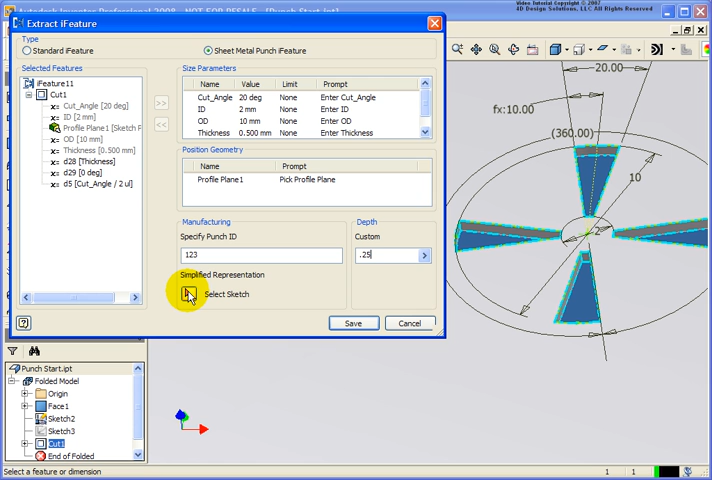 Autodesk Inventor Professional 2008 - NOT FOR RESALE - [Punch Start.ipt]
Video Tutorial Copyright © 2007
4D Design Solutions, LLC
Extract iFeature
Type
Standard iFeature
Sheet Metal Punch iFeature
Selected Features
iFeature11
Cut1
x= Cut_Angle [20 deg]
x= ID [2 mm]
Profile Plane1 [Sketch P
x= OD [10 mm]
x= Thickness [0.500 mm]
x= d28 [Thickness]
x= d29 [0 deg]
x= d5 [Cut_Angle / 2 ul]
>>
<<
Size Parameters
Name Value Limit Prompt
Cut_Angle 20 deg None Enter Cut_Angle
ID 2 mm None Enter ID
OD 10 mm None Enter OD
Thickness 0.500 mm None Enter Thickness
Position Geometry
Name Prompt
Profile Plane1 Pick Profile Plane
Manufacturing
Specify Punch ID
123
Simplified Representation
Select Sketch
Depth
Custom
.25
Save
Cancel
20.00
fx:10.00
(360.00)
10
2
Punch Start.ipt
Folded Model
Origin
Face1
Sketch2
Sketch3
Cut1
End of Folded
Select a feature or dimension
1
1